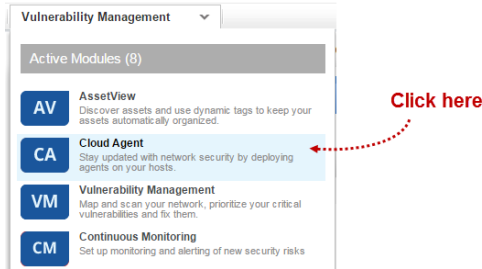 Vulnerability Management
Active Modules (8)
AV
AssetView
Discover assets and use dynamic tags to keep your
assets automatically organized.
Click here
CA
Cloud Agent
Stay updated with network security by deploying
agents on your hosts.
VM
Vulnerability Management
Map and scan your network, prioritize your critical
vulnerabilities and fix them.
CM
Continuous Monitoring
Set up monitoring and alerting of new security risks